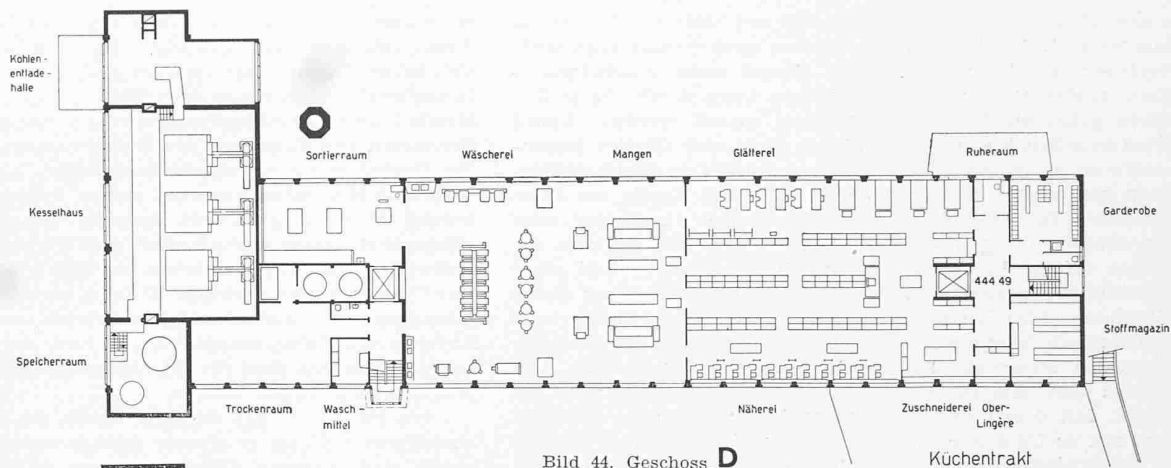 Kohlen-
entlade-
halle
Sortierraum
Wäscherei
Mangen
Glätterei
Ruheraum
Kesselhaus
Garderobe
444 49
Speicherraum
Stoffmagazin
Trockenraum
Wasch-
mittel
Näherei
Zuschneiderei
Ober-
Lingère
Bild 44. Geschoss D
Küchentrakt